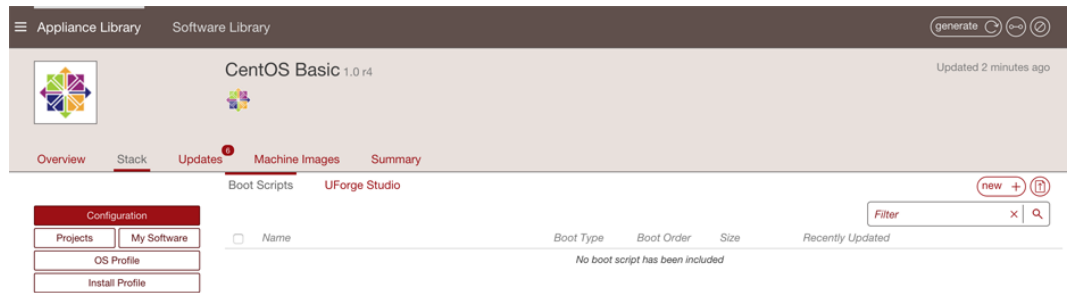 Appliance Library Software Library generate
CentOS Basic 1.0 r4 Updated 2 minutes ago
Overview Stack Updates 6 Machine Images Summary
Boot Scripts UForge Studio new +
Configuration Filter
Projects My Software Name Boot Type Boot Order Size Recently Updated
OS Profile No boot script has been included
Install Profile